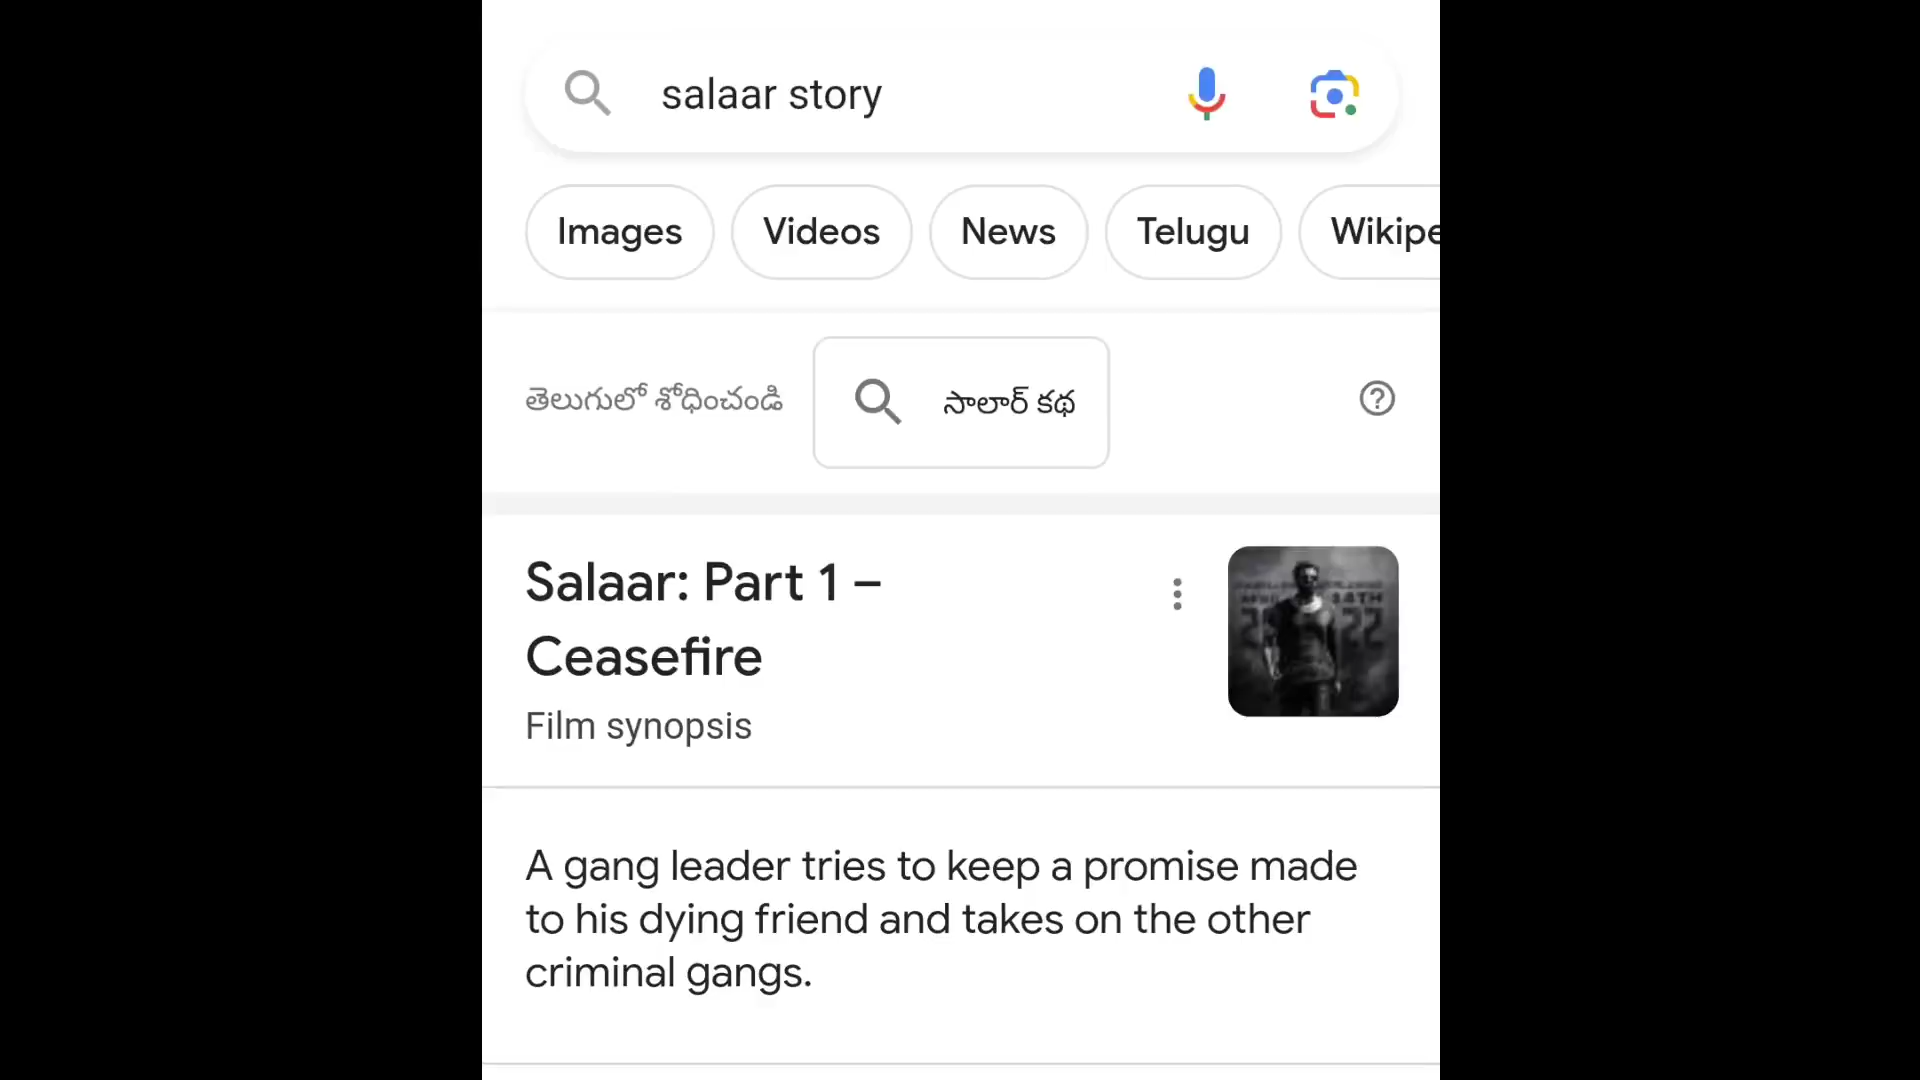 salaar story
Images Videos News Telugu Wikipe
తెలుగులో శోధించండి సాలార్ కథ
Salaar: Part 1 –
Ceasefire
Film synopsis
A gang leader tries to keep a promise made
to his dying friend and takes on the other
criminal gangs.